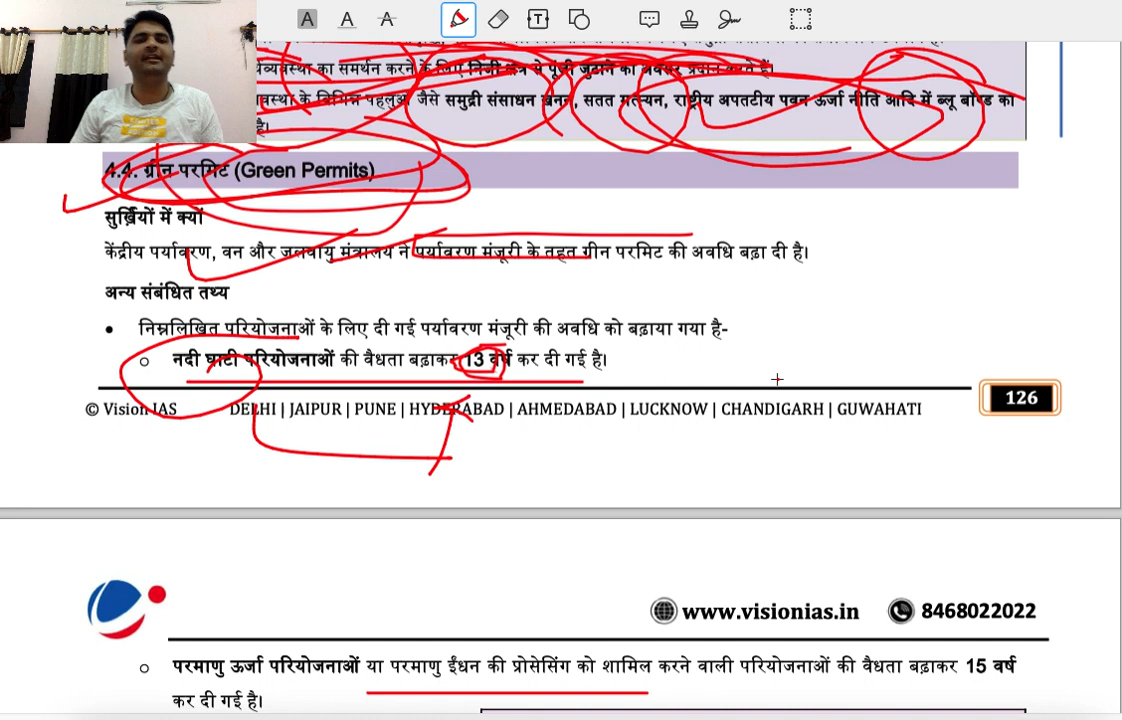 A A A T
व्यवस्था का समर्थन करने के लिए निजी क्षेत्र से पूंजी जुटाने का अवसर प्रदान करते हैं।
वस्था के विभिन्न पहलुओं जैसे समुद्री संसाधन खनन, सतत मत्स्यन, राष्ट्रीय अपतटीय पवन ऊर्जा नीति आदि में ब्लू बॉण्ड का
है।
4.4. ग्रीन परमिट (Green Permits)
सुर्ख़ियों में क्यों
केंद्रीय पर्यावरण, वन और जलवायु मंत्रालय ने पर्यावरण मंजूरी के तहत ग्रीन परमिट की अवधि बढ़ा दी है।
अन्य संबंधित तथ्य
• निम्नलिखित परियोजनाओं के लिए दी गई पर्यावरण मंजूरी की अवधि को बढ़ाया गया है-
o नदी घाटी परियोजनाओं की वैधता बढ़ाकर 13 वर्ष कर दी गई है।
© Vision IAS DELHI | JAIPUR | PUNE | HYDERABAD | AHMEDABAD | LUCKNOW | CHANDIGARH | GUWAHATI 126
www.visionias.in 8468022022
o परमाणु ऊर्जा परियोजनाओं या परमाणु ईंधन की प्रोसेसिंग को शामिल करने वाली परियोजनाओं की वैधता बढ़ाकर 15 वर्ष
कर दी गई है।